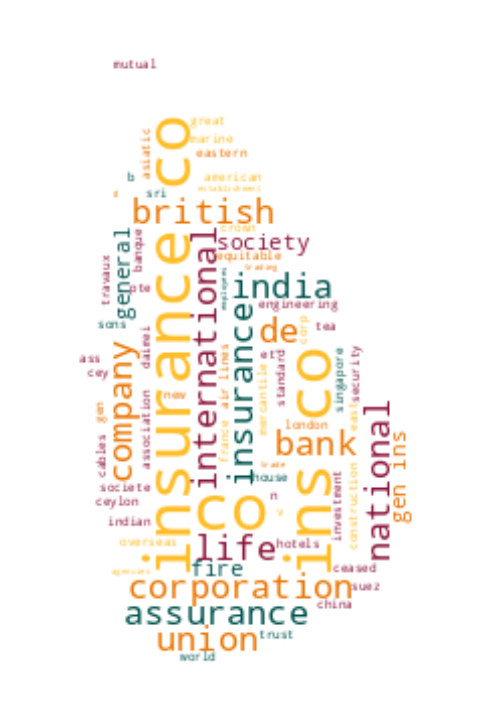 mutual
insurance co
great
marine
eastern
asiatic
american
establishment
b
s
sri
british
crown
society
general
banque
international
equitable
trading
travaux
employees
india
pte
insurance
engineering
sons
de
corp
tea
daimei
air lines
ass
cey
company
mercantile
et
standard
ins co
singapore
security
new
gen
association
france
london
east
national
bank
gen ins
cables
trade
house
societe
co
n
investment
construction
ceylon
v
indian
overseas
life
hotels
agencies
fire
ceased
corporation
suez
assurance
china
union
trust
world